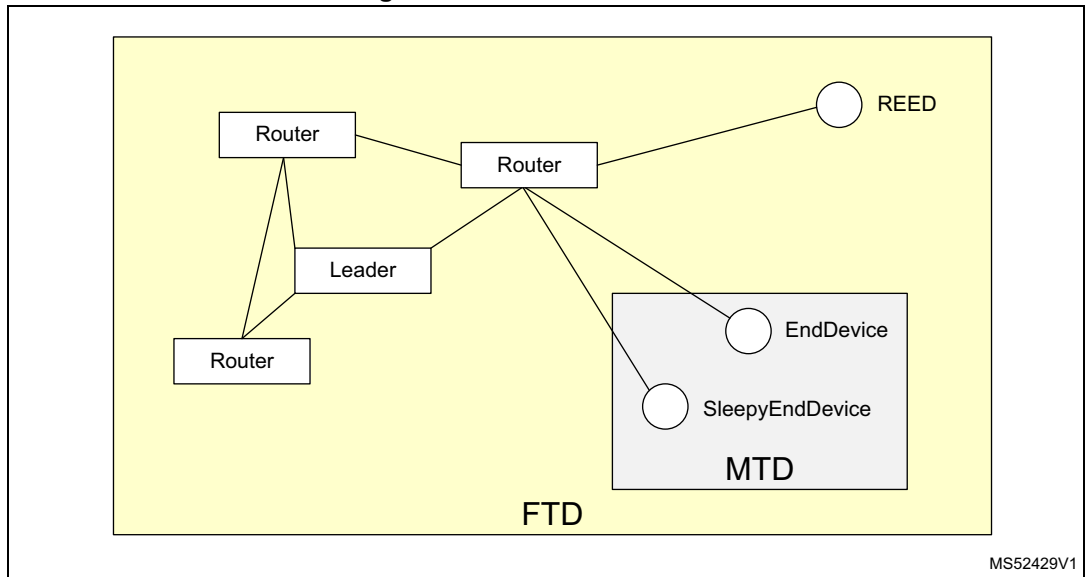 REED
Router
Router
Leader
EndDevice
Router
SleepyEndDevice
MTD
FTD
MS52429V1